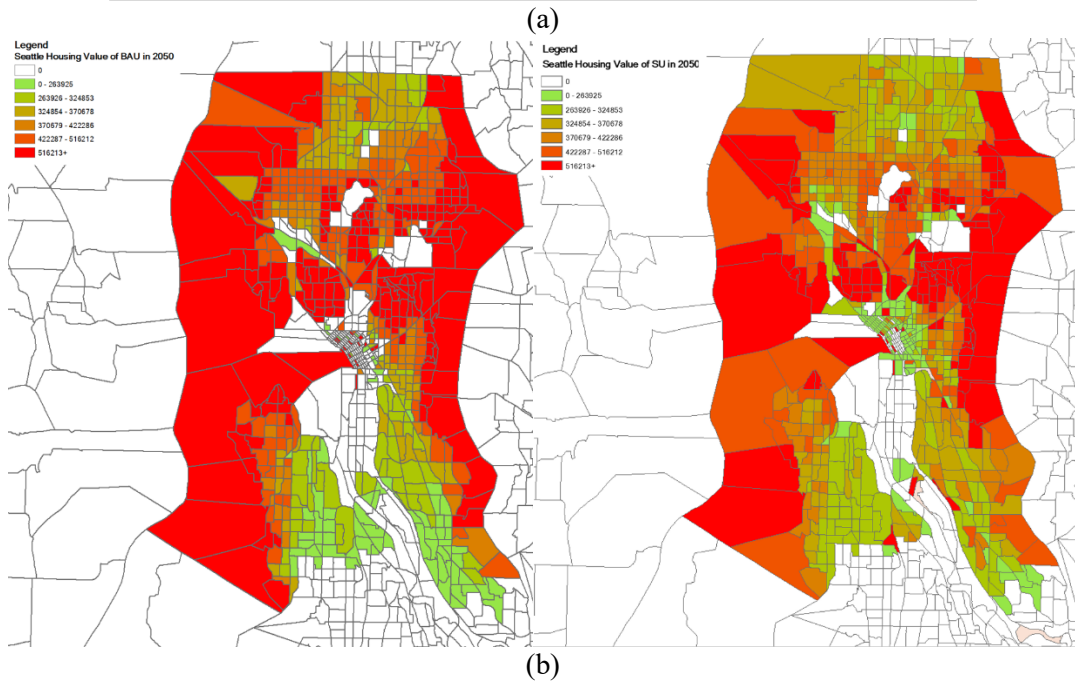 (a)
Legend
Seattle Housing Value of BAU in 2050
0
0 - 263925
263926 - 324853
324854 - 370678
370679 - 422286
422287 - 516212
516213+
Legend
Seattle Housing Value of SU in 2050
0
0 - 263925
263926 - 324853
324854 - 370678
370679 - 422286
422287 - 516212
516213+
(b)